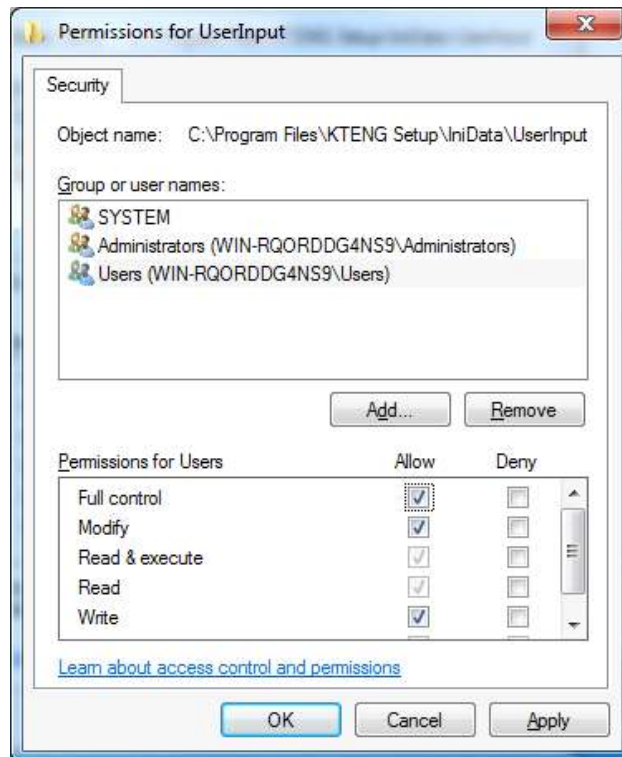 Permissions for UserInput
Security
Object name: C:\Program Files\KTENG Setup\IniData\UserInput
Group or user names:
SYSTEM
Administrators (WIN-RQORDDG4NS9\Administrators)
Users (WIN-RQORDDG4NS9\Users)
Add... Remove
Permissions for Users Allow Deny
Full control
Modify
Read & execute
Read
Write
Learn about access control and permissions
OK Cancel Apply